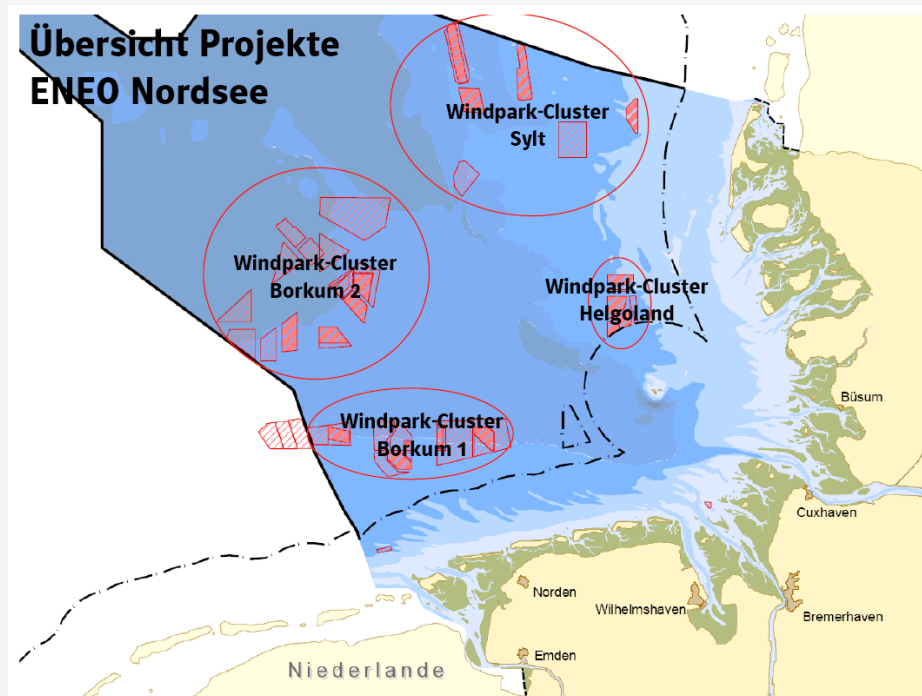 Übersicht Projekte
ENEO Nordsee
Windpark-Cluster
Sylt
Windpark-Cluster
Borkum 2
Windpark-Cluster
Helgoland
Windpark-Cluster
Borkum 1
Büsum
Cuxhaven
Norden
Wilhelmshaven
Bremerhaven
Emden
Niederlande